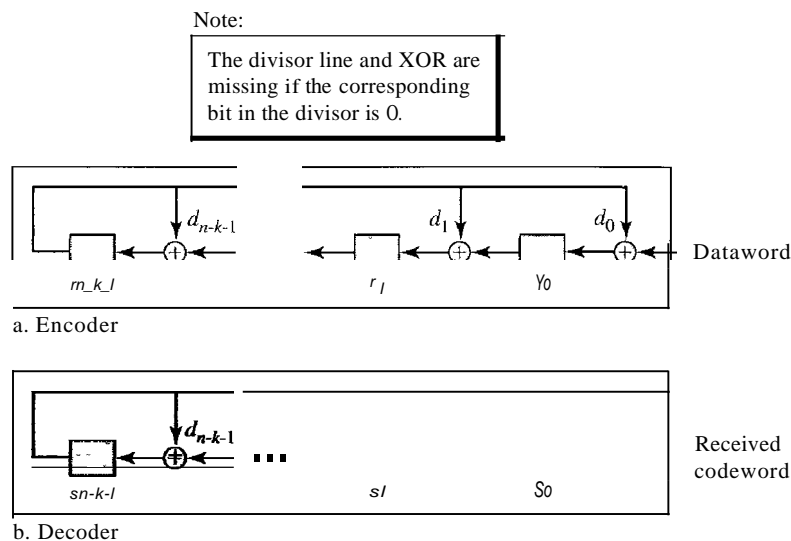 Note:
The divisor line and XOR are
missing if the corresponding
bit in the divisor is 0.
d_{n-k-1} d_1 d_0
Dataword
rn_k_l r_l Yo
a. Encoder
d_{n-k-1}
...
Received
codeword
sn-k-l sl So
b. Decoder